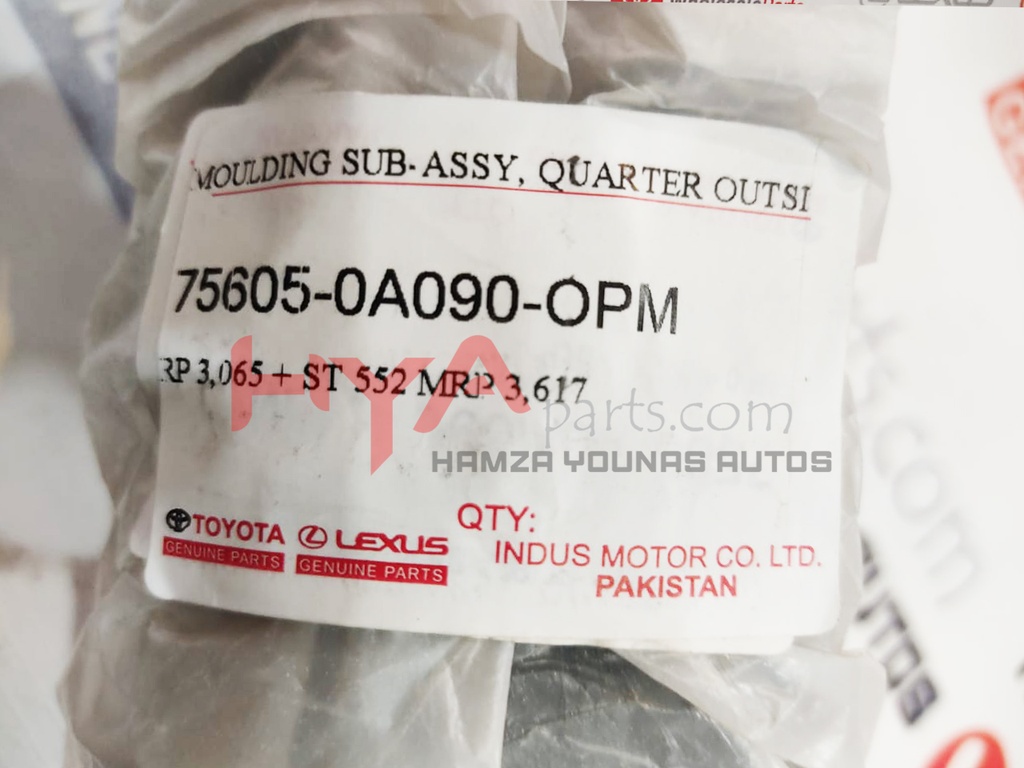 MOULDING SUB-ASSY, QUARTER OUTSI
75605-0A090-OPM
RP 3,065 + ST 552 MRP 3,617
HYA parts.com
HAMZA YOUNAS AUTOS
TOYOTA
GENUINE PARTS
LEXUS
GENUINE PARTS
QTY:
INDUS MOTOR CO. LTD.
PAKISTAN